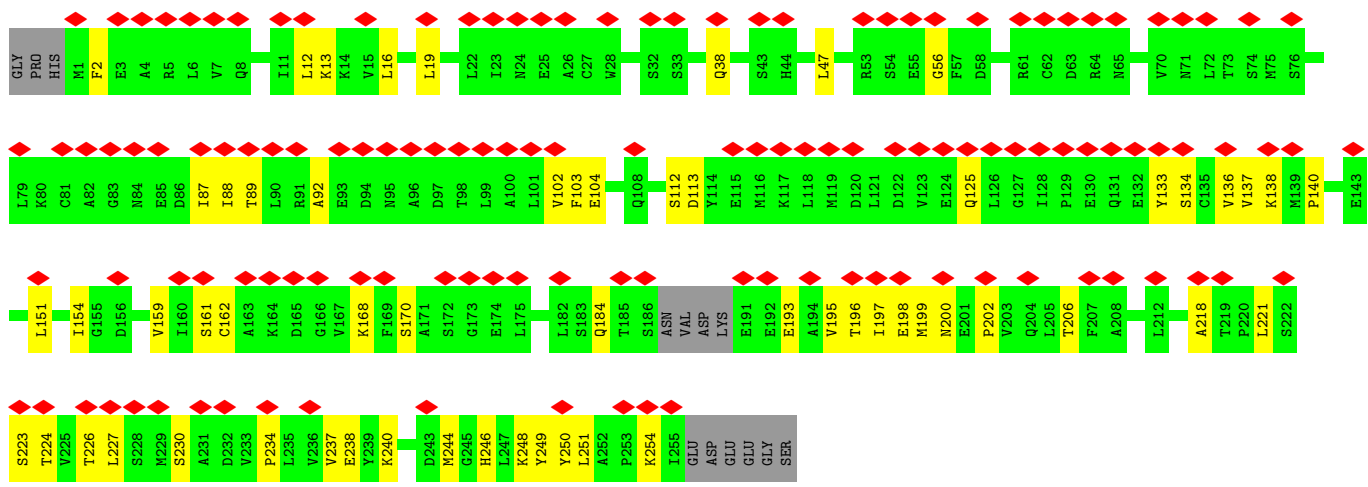 GLY PRO HIS M1 F2 E3 A4 R5 L6 V7 Q8 I11 L12 K13 K14 V15 L16 L19 L22 I23 N24 E25 A26 C27 W28 S32 S33 Q38 S43 H44 L47 R53 S54 E55 G56 F57 D58 R61 C62 D63 R64 N65 V70 N71 L72 T73 S74 M75 S76
L79 K80 C81 A82 G83 N84 E85 D86 I87 I88 T89 L90 R91 A92 E93 D94 N95 A96 D97 T98 L99 A100 L101 V102 F103 E104 Q108 S112 D113 Y114 E115 M116 K117 L118 M119 D120 L121 D122 V123 E124 Q125 L126 G127 I128 P129 E130 Q131 E132 Y133 S134 C135 V136 V137 K138 M139 P140 E143
L151 I154 G155 D156 V159 I160 S161 C162 A163 K164 D165 G166 V167 K168 F169 S170 A171 S172 G173 E174 L175 L182 S183 Q184 T185 S186 ASN VAL ASP LYS E191 E192 E193 A194 V195 T196 I197 E198 M199 N200 E201 P202 V203 Q204 L205 T206 F207 A208 L212 A218 T219 P220 L221 S222
S223 T224 V225 T226 L227 S228 M229 S230 A231 D232 V233 P234 L235 V236 V237 E238 Y239 K240 D243 M244 G245 H246 L247 K248 Y249 Y250 L251 A252 P253 K254 I255 GLU ASP GLU GLU GLY SER